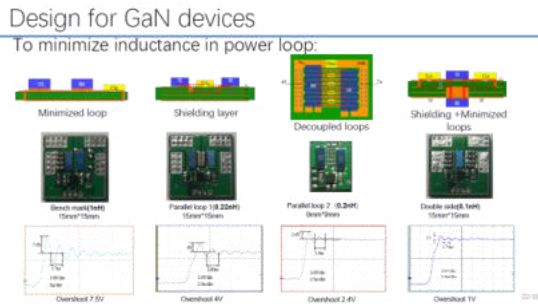 Design for GaN devices
To minimize inductance in power loop:
Minimized loop
Shielding layer
Decoupled loops
Shielding +Minimized
loops
Bench mark(1nH)
15mm*15mm
Parallel loop 1(0.22nH)
15mm*15mm
Parallel loop 2 (0.2nH)
9mm*9mm
Double side(0.1nH)
15mm*15mm
Overshoot 7.5V
Overshoot 4V
Overshoot 2.4V
Overshoot 1V